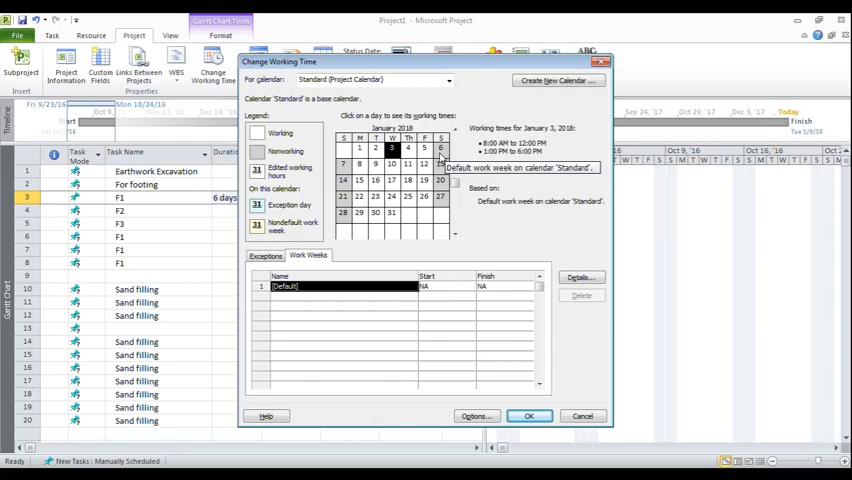 Gantt Chart Tools
Project1 - Microsoft Project
File Task Resource Project View Format
Subproject
Project Information
Custom Fields
Links Between Projects
WBS
Change Working Time
Status Date:
ABC
Insert
Properties
Fri 9/23/16
Mon 10/24/16
Timeline
Start
Dec 3, '17
Today
Finish
Task Mode
Task Name
Duration
Oct 9, '16
Oct 16, '16
Oct 23, '16
S M T W T F S
1 Earthwork Excavation
2 For footing
3 F1 6 days
4 F2
5 F3
6 F1
7 F1
8 F1
9
10 Sand filling
11 Sand filling
12 Sand filling
13
14 Sand filling
15 Sand filling
16 Sand filling
17 Sand filling
18 Sand filling
19 Sand filling
20 Sand filling
Gantt Chart
Change Working Time
For calendar: Standard (Project Calendar)
Create New Calendar ...
Calendar 'Standard' is a base calendar.
Legend:
Working
Nonworking
31 Edited working hours
On this calendar:
31 Exception day
31 Nondefault work week
Click on a day to see its working times:
January 2018
S M T W Th F S
1 2 3 4 5 6
7 8 9 10 11 12 13
14 15 16 17 18 19 20
21 22 23 24 25 26 27
28 29 30 31
Working times for January 3, 2018:
• 8:00 AM to 12:00 PM
• 1:00 PM to 6:00 PM
Default work week on calendar 'Standard'.
Based on:
Default work week on calendar 'Standard'.
Exceptions Work Weeks
Name Start Finish
1 [Default] NA NA
Details...
Delete
Help Options... OK Cancel
Ready New Tasks : Manually Scheduled